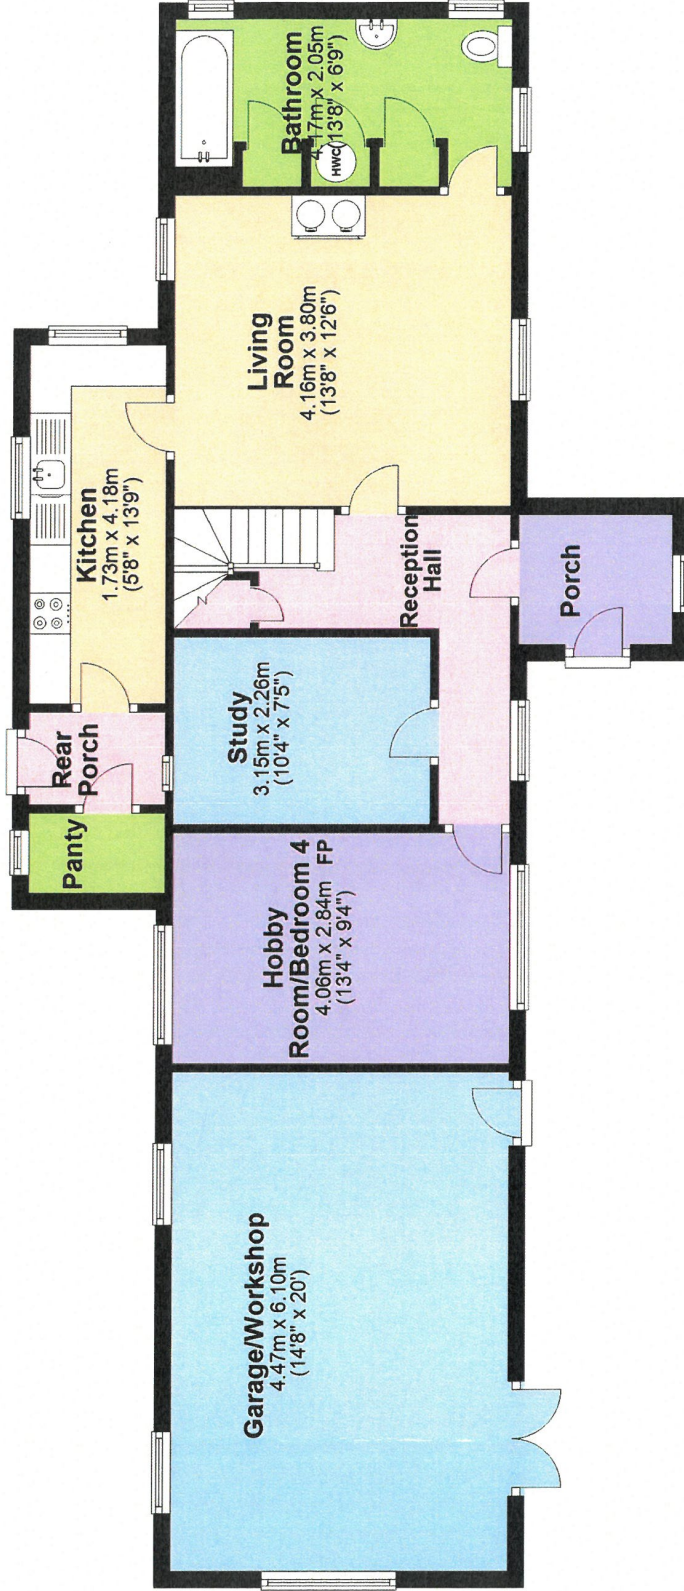 Bathroom
4.17m x 2.05m
(13'8" x 6'9")
HWC
Living
Room
4.16m x 3.80m
(13'8" x 12'6")
Kitchen
1.73m x 4.18m
(5'8" x 13'9")
Reception
Hall
Porch
Rear
Porch
Study
3.15m x 2.26m
(10'4" x 7'5")
Panty
Hobby
Room/Bedroom 4
4.06m x 2.84m FP
(13'4" x 9'4")
Garage/Workshop
4.47m x 6.10m
(14'8" x 20')